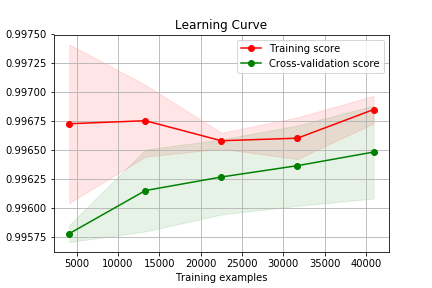 Learning Curve
Training score
Cross-validation score
0.99750
0.99725
0.99700
0.99675
0.99650
0.99625
0.99600
0.99575
5000 10000 15000 20000 25000 30000 35000 40000
Training examples